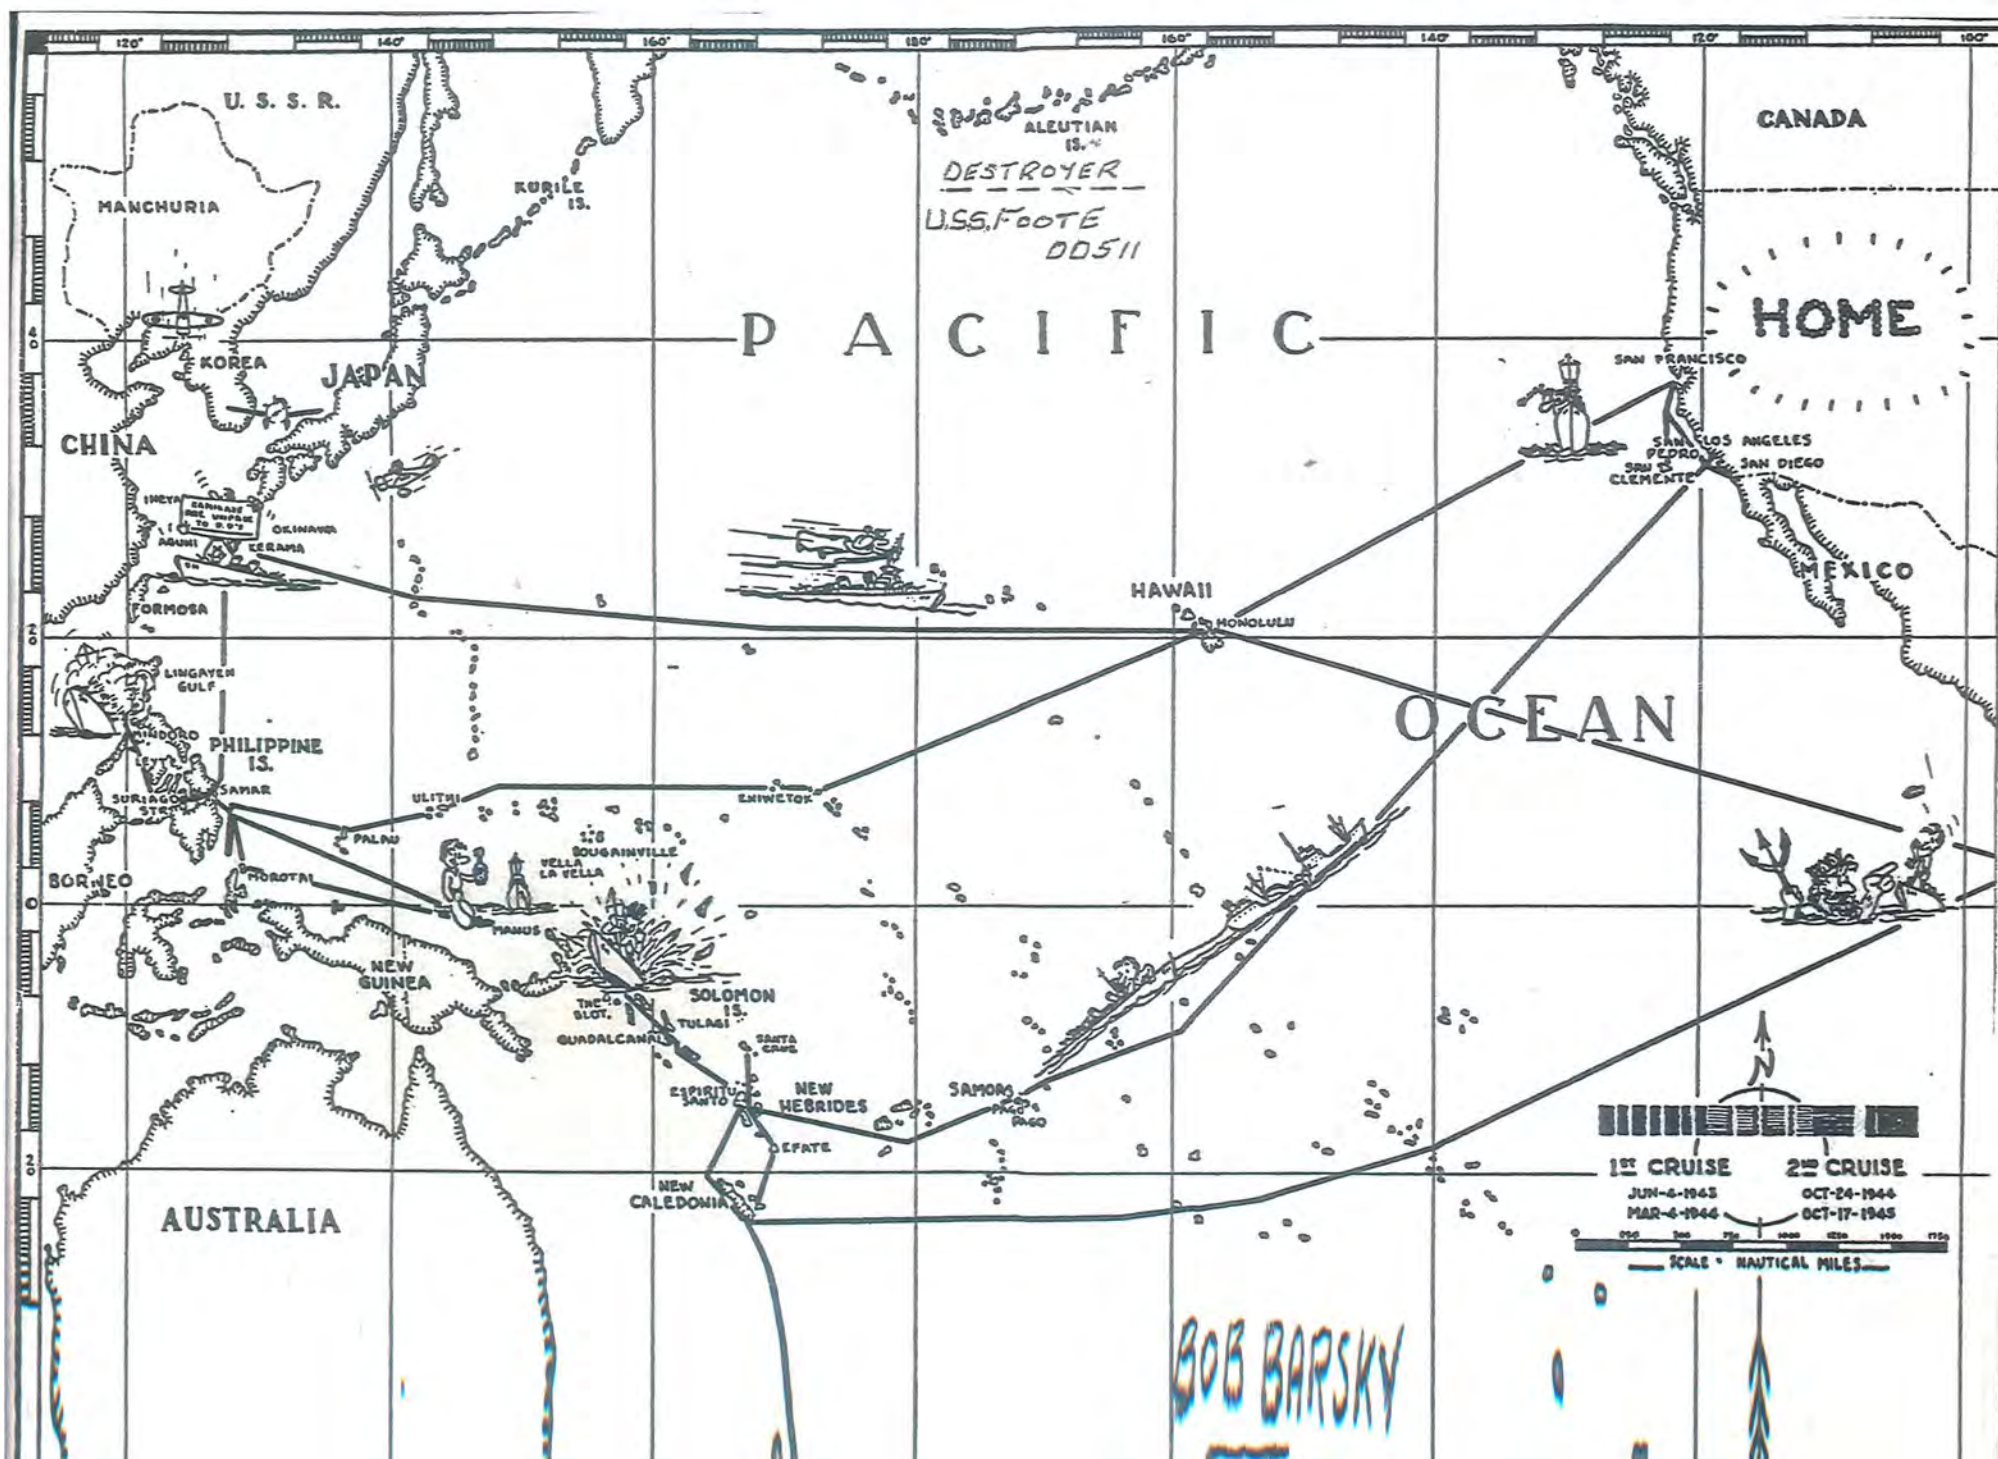 120° 140° 160° 180° 160° 140° 120° 100°
U. S. S. R.
CANADA
ALEUTIAN
IS.
DESTROYER
U.S.S. FOOTE
DD511
MANCHURIA
KURILE
IS.
HOME
PACIFIC
KOREA
JAPAN
SAN FRANCISCO
CHINA
SAN PEDRO
LOS ANGELES
SAN CLEMENTE
SAN DIEGO
OKINAWA
AGUNI
KERAMA
MEXICO
FORMOSA
HAWAII
HONOLULU
LINGAYEN
GULF
OCEAN
MINDORO
PHILIPPINE
IS.
SAMAR
ULITHI
ENIWETOK
PALAU
BOUGAINVILLE
VELLA
LA VELLA
BORNEO
MOROTAI
MANUS
NEW
GUINEA
THE
SLOT.
SOLOMON
IS.
TULAGI
GUADALCANAL
SANTA
CRUZ
ESPIRITU
SANTO
NEW
HEBRIDES
SAMOA
PAGO
PAGO
N
EFATE
NEW
CALEDONIA
AUSTRALIA
1ST CRUISE 2ND CRUISE
JUN-4-1943 OCT-24-1944
MAR-4-1944 OCT-17-1945
SCALE - NAUTICAL MILES
BOB BARSKY